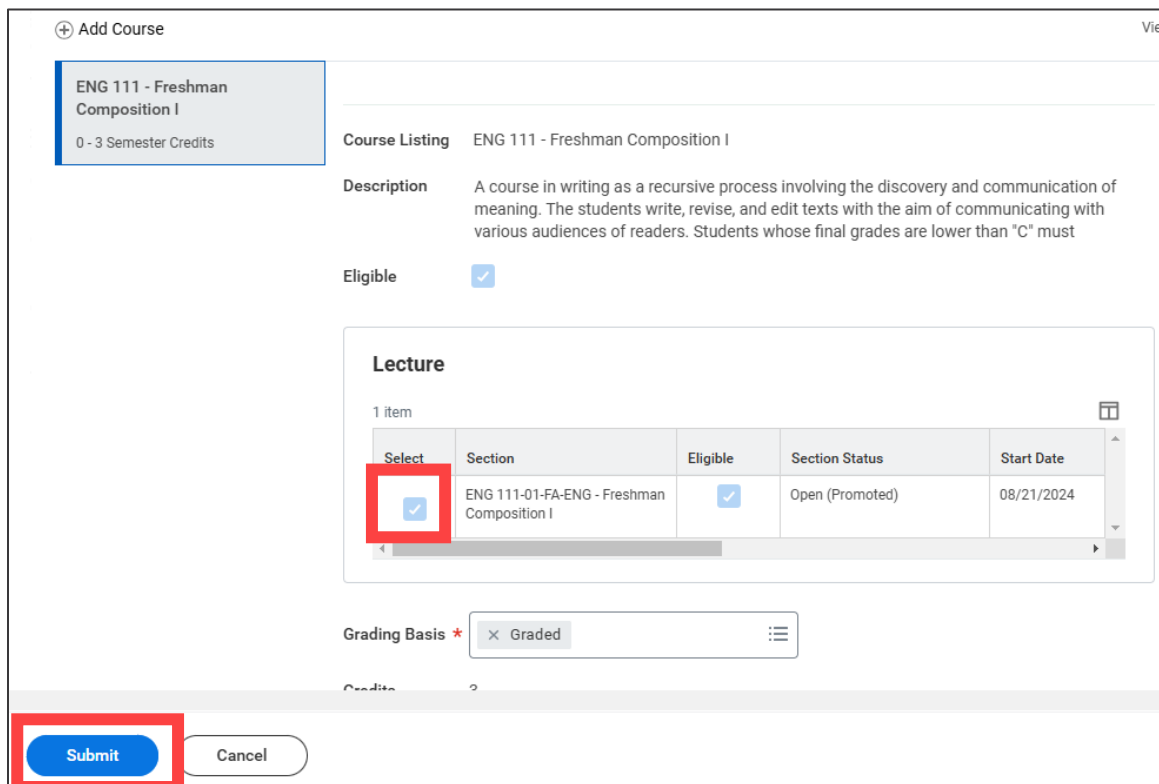 Add Course
Vie
ENG 111 - Freshman
Composition I
0 - 3 Semester Credits
Course Listing ENG 111 - Freshman Composition I
Description A course in writing as a recursive process involving the discovery and communication of
meaning. The students write, revise, and edit texts with the aim of communicating with
various audiences of readers. Students whose final grades are lower than "C" must
Eligible
Lecture
1 item
Select Section Eligible Section Status Start Date
ENG 111-01-FA-ENG - Freshman Open (Promoted) 08/21/2024
Composition I
Grading Basis * × Graded
Credits 3
Submit Cancel